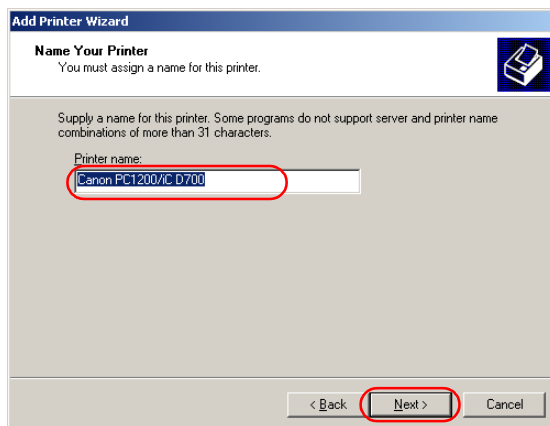 Add Printer Wizard
Name Your Printer
You must assign a name for this printer.
Supply a name for this printer. Some programs do not support server and printer name
combinations of more than 31 characters.
Printer name:
Canon PC1200/iC D700
< Back Next > Cancel